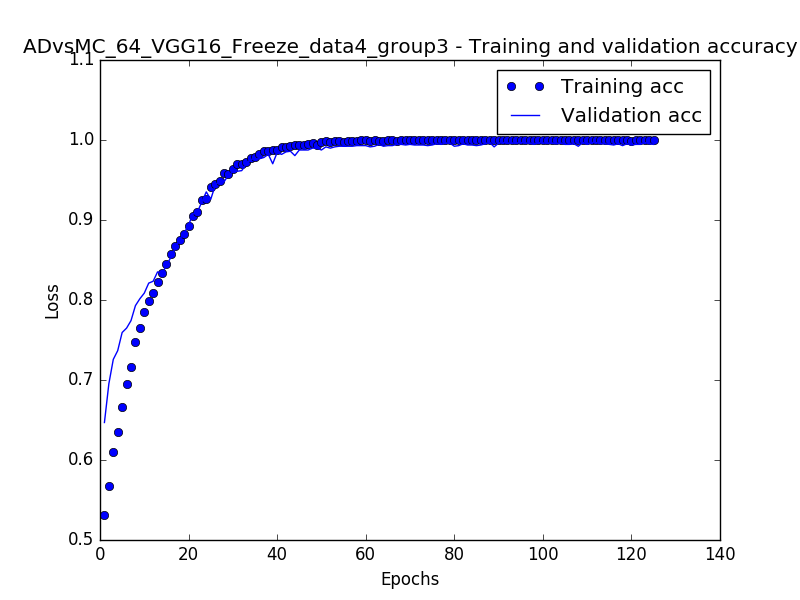 ADvsMC_64_VGG16_Freeze_data4_group3 - Training and validation accuracy
Training acc
Validation acc
1.1
1.0
0.9
0.8
0.7
0.6
0.5
Loss
0 20 40 60 80 100 120 140
Epochs